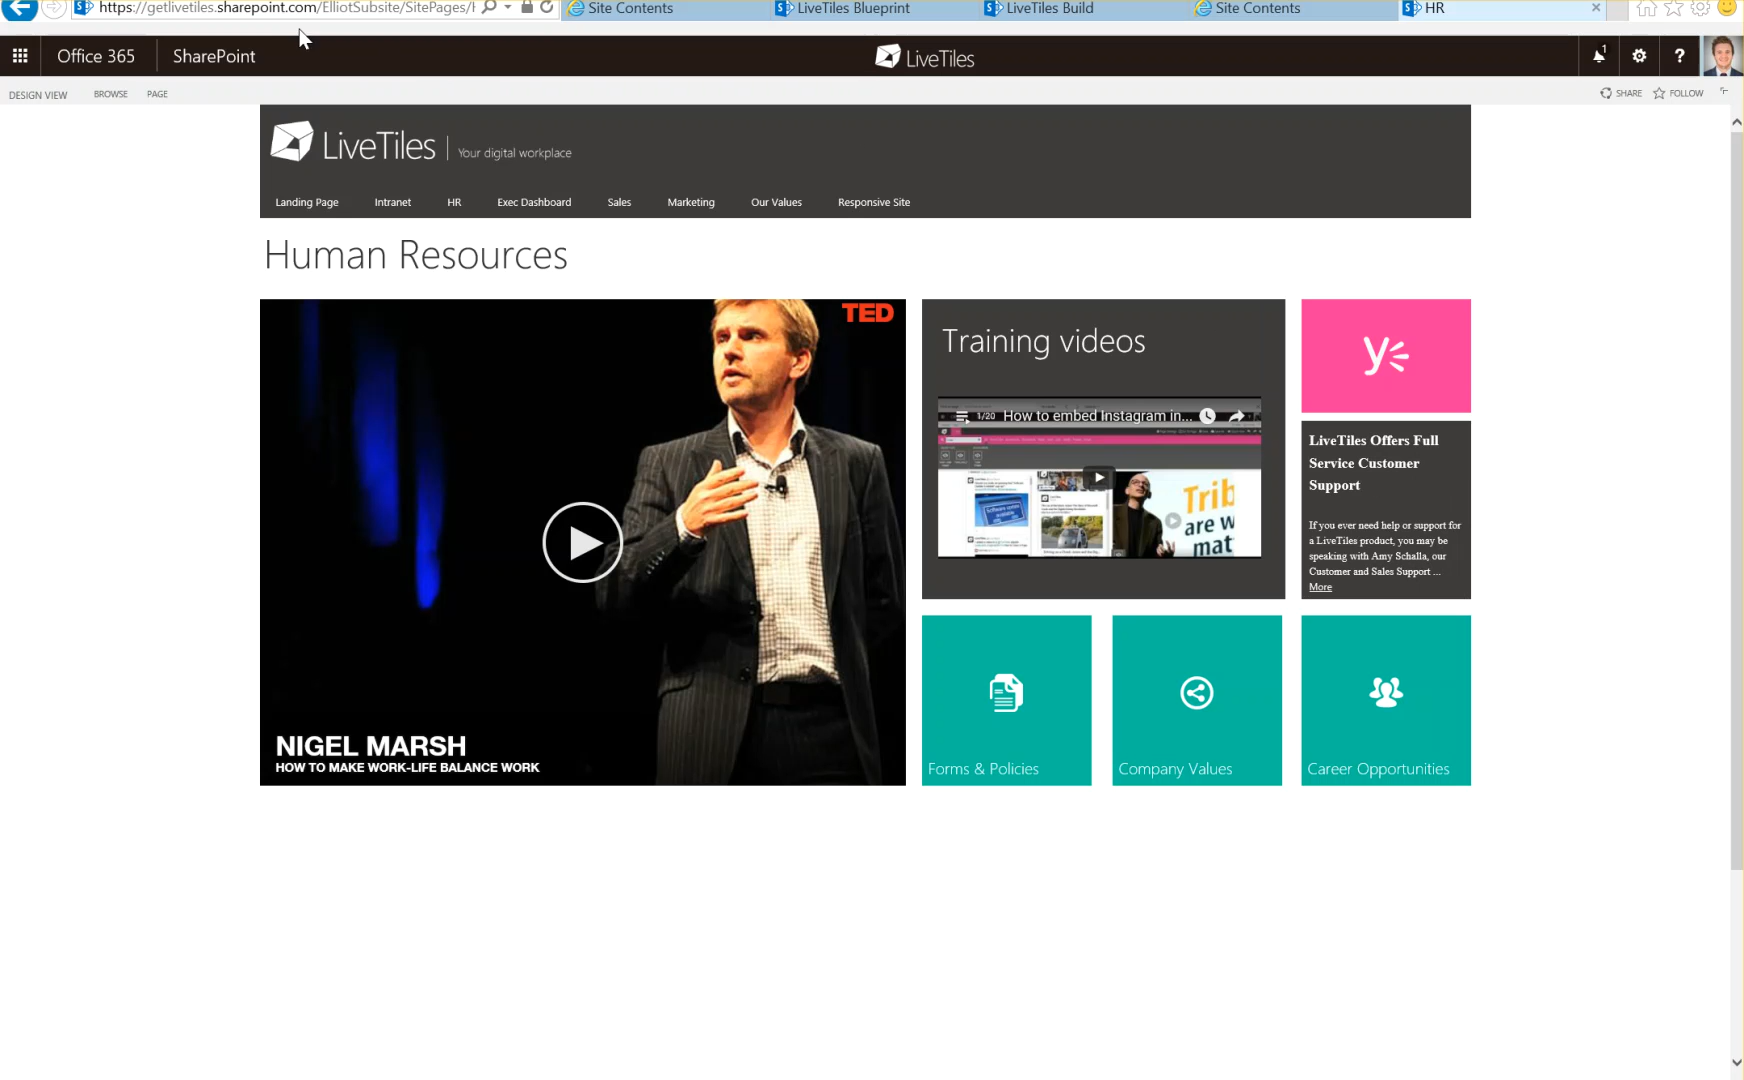 https://getlivetiles.sharepoint.com/ElliotSubsite/SitePages/
Site Contents
LiveTiles Blueprint
LiveTiles Build
Site Contents
HR
Office 365
SharePoint
LiveTiles
1
?
DESIGN VIEW
BROWSE
PAGE
SHARE
FOLLOW
LiveTiles
Your digital workplace
Landing Page
Intranet
HR
Exec Dashboard
Sales
Marketing
Our Values
Responsive Site
Human Resources
TED
NIGEL MARSH
HOW TO MAKE WORK-LIFE BALANCE WORK
Training videos
1/20 How to embed Instagram in...
Trib
are w
mat
LiveTiles Offers Full
Service Customer
Support
If you ever need help or support for
a LiveTiles product, you may be
speaking with Amy Schalla, our
Customer and Sales Support ...
More
Forms & Policies
Company Values
Career Opportunities